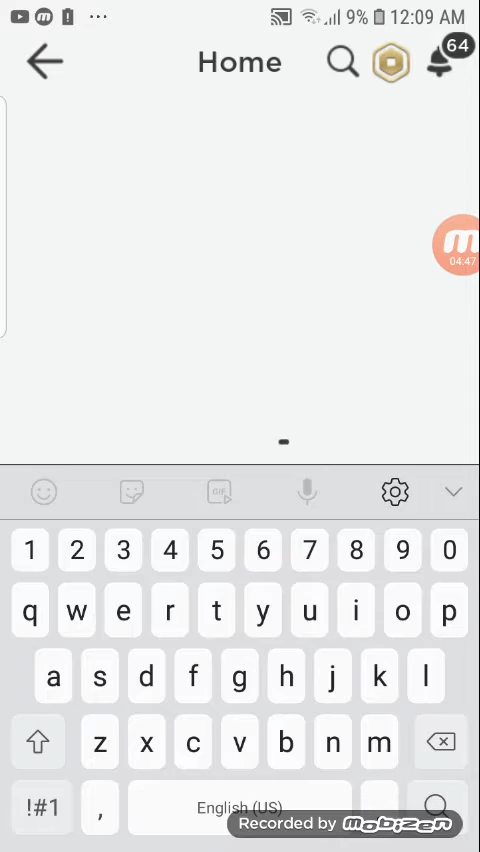 9% 12:09 AM
Home
64
04:47
GIF
1 2 3 4 5 6 7 8 9 0
q w e r t y u i o p
a s d f g h j k l
z x c v b n m
!#1 , English (US)
Recorded by mobizen